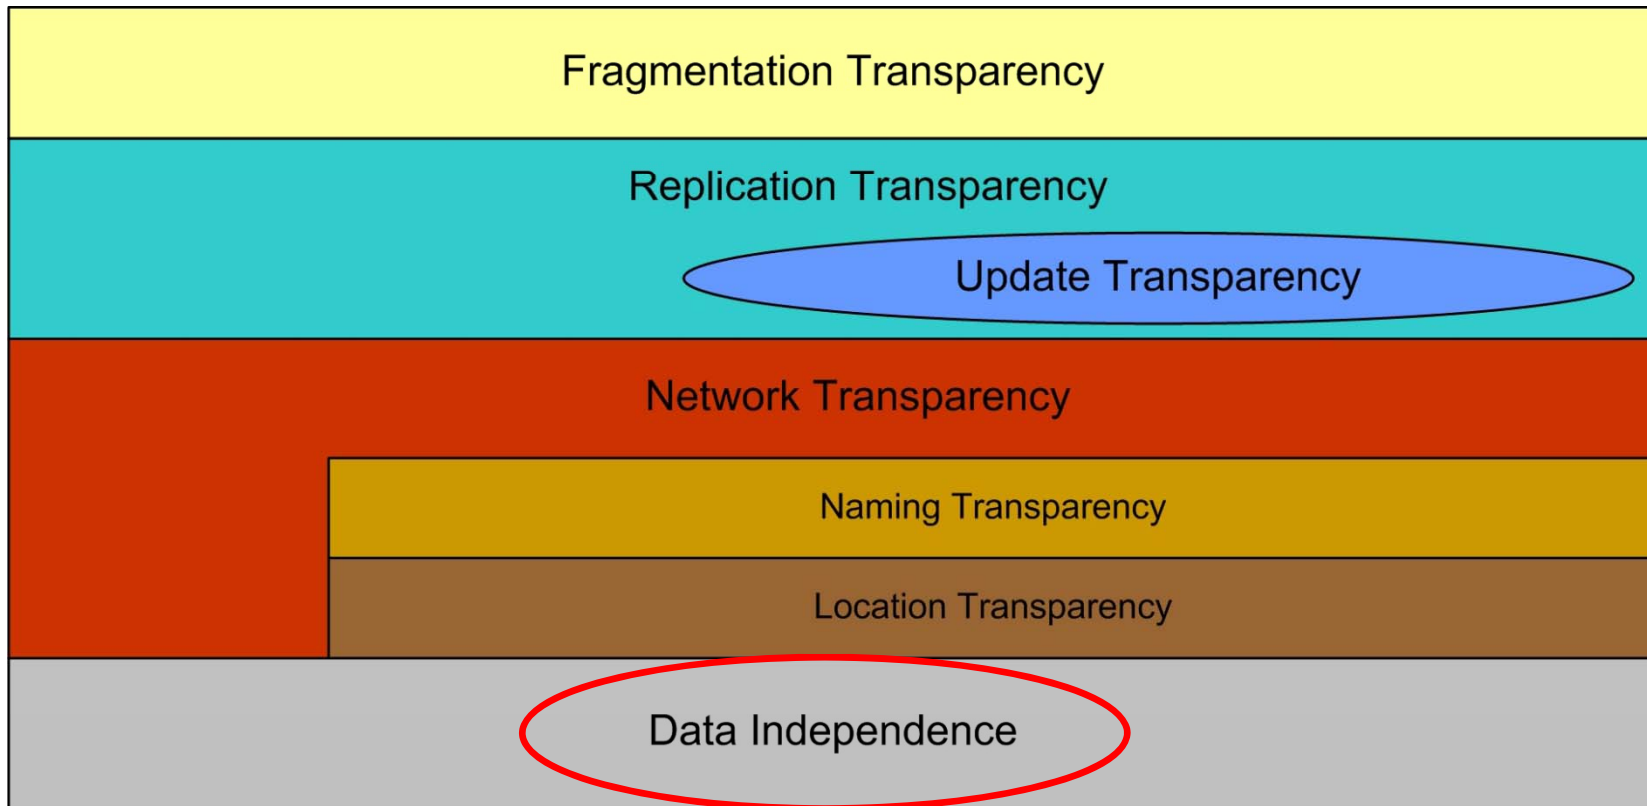 Fragmentation Transparency
Replication Transparency
Update Transparency
Network Transparency
Naming Transparency
Location Transparency
Data Independence